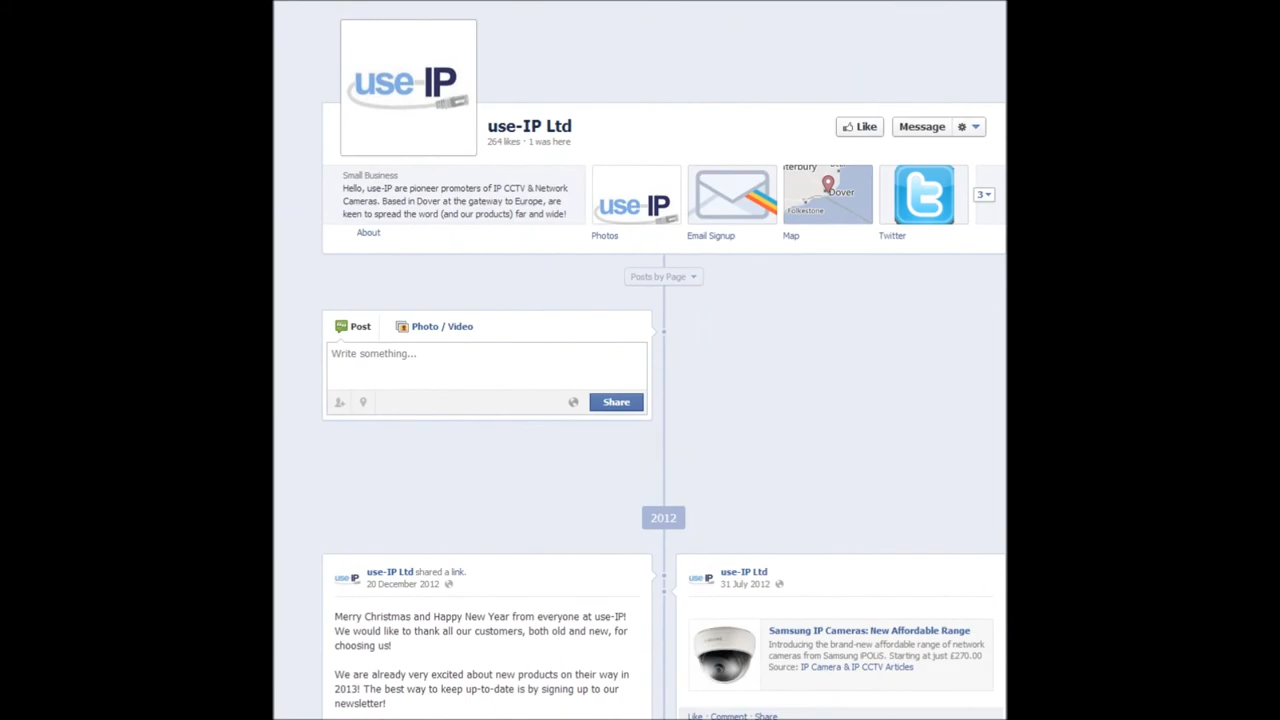 use-IP
use-IP Ltd
264 likes · 1 was here
Like
Message
Small Business
Hello, use-IP are pioneer promoters of IP CCTV & Network
Cameras. Based in Dover at the gateway to Europe, are
keen to spread the word (and our products) far and wide!
About
use-IP
Photos
Email Signup
terbury
Dover
Folkestone
Map
Twitter
3
Posts by Page
Post
Photo / Video
Write something...
Share
2012
use-IP
use-IP Ltd shared a link.
20 December 2012
Merry Christmas and Happy New Year from everyone at use-IP!
We would like to thank all our customers, both old and new, for
choosing us!
We are already very excited about new products on their way in
2013! The best way to keep up-to-date is by signing up to our
newsletter!
use-IP
use-IP Ltd
31 July 2012
Samsung IP Cameras: New Affordable Range
Introducing the brand-new affordable range of network
cameras from Samsung iPOLiS. Starting at just £270.00
Source: IP Camera & IP CCTV Articles
Like · Comment · Share